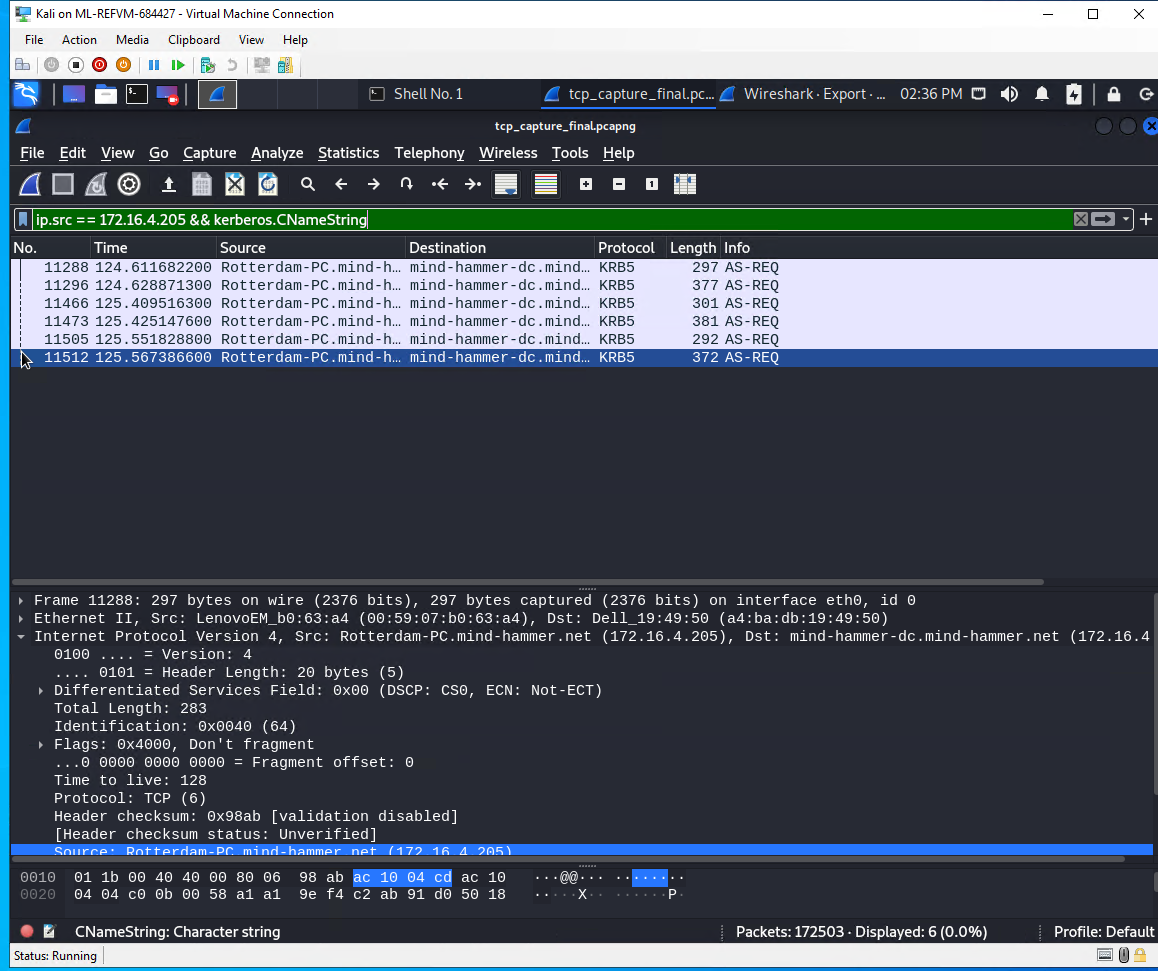 Kali on ML-REFVM-684427 - Virtual Machine Connection
File Action Media Clipboard View Help
Shell No. 1 tcp_capture_final.pc... Wireshark · Export · ... 02:36 PM
tcp_capture_final.pcapng
File Edit View Go Capture Analyze Statistics Telephony Wireless Tools Help
ip.src == 172.16.4.205 && kerberos.CNameString
No. Time Source Destination Protocol Length Info
11288 124.611682200 Rotterdam-PC.mind-h… mind-hammer-dc.mind… KRB5 297 AS-REQ
11296 124.628871300 Rotterdam-PC.mind-h… mind-hammer-dc.mind… KRB5 377 AS-REQ
11466 125.409516300 Rotterdam-PC.mind-h… mind-hammer-dc.mind… KRB5 301 AS-REQ
11473 125.425147600 Rotterdam-PC.mind-h… mind-hammer-dc.mind… KRB5 381 AS-REQ
11505 125.551828800 Rotterdam-PC.mind-h… mind-hammer-dc.mind… KRB5 292 AS-REQ
11512 125.567386600 Rotterdam-PC.mind-h… mind-hammer-dc.mind… KRB5 372 AS-REQ
Frame 11288: 297 bytes on wire (2376 bits), 297 bytes captured (2376 bits) on interface eth0, id 0
Ethernet II, Src: LenovoEM_b0:63:a4 (00:59:07:b0:63:a4), Dst: Dell_19:49:50 (a4:ba:db:19:49:50)
Internet Protocol Version 4, Src: Rotterdam-PC.mind-hammer.net (172.16.4.205), Dst: mind-hammer-dc.mind-hammer.net (172.16.4
0100 .... = Version: 4
.... 0101 = Header Length: 20 bytes (5)
Differentiated Services Field: 0x00 (DSCP: CS0, ECN: Not-ECT)
Total Length: 283
Identification: 0x0040 (64)
Flags: 0x4000, Don't fragment
...0 0000 0000 0000 = Fragment offset: 0
Time to live: 128
Protocol: TCP (6)
Header checksum: 0x98ab [validation disabled]
[Header checksum status: Unverified]
Source: Rotterdam-PC.mind-hammer.net (172.16.4.205)
0010 01 1b 00 40 40 00 80 06 98 ab ac 10 04 cd ac 10 ···@@··· ········
0020 04 04 c0 0b 00 58 a1 a1 9e f4 c2 ab 91 d0 50 18 ·····X·· ······P·
CNameString: Character string Packets: 172503 · Displayed: 6 (0.0%) Profile: Default
Status: Running